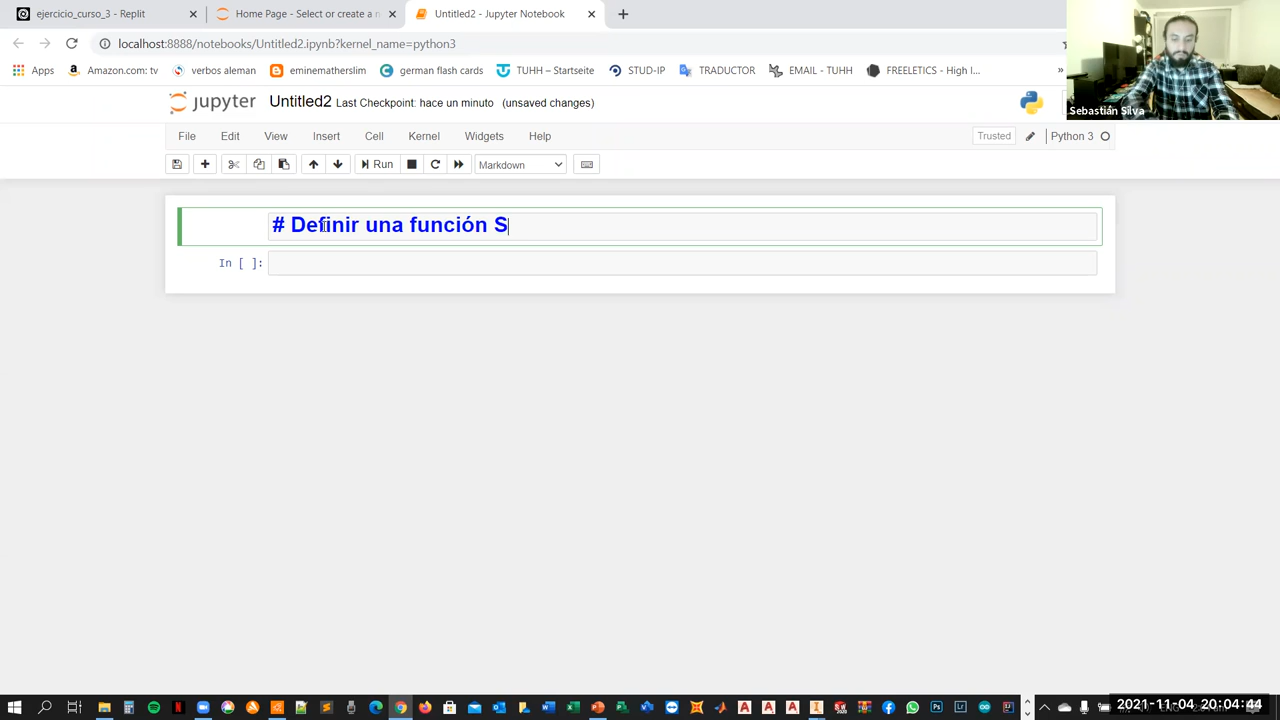 ejercicio_curso_3 - Replit
Home Page - Select or create a n
Untitled2 - Jupyter Notebook
localhost:8888/notebooks/Untitled2.ipynb?kernel_name=python3
Apps
Amazon.com: tv
verbos aleman
eminematherslim
german flash cards
TUHH – Startseite
STUD-IP
TRADUCTOR
EMAIL - TUHH
FREELETICS - High I...
»
Sebastián Silva
jupyter Untitled2 Last Checkpoint: hace un minuto (unsaved changes)
File Edit View Insert Cell Kernel Widgets Help
Trusted
Python 3
Run
Markdown
# Definir una función S
In [ ]:
2021-11-04 20:04:44